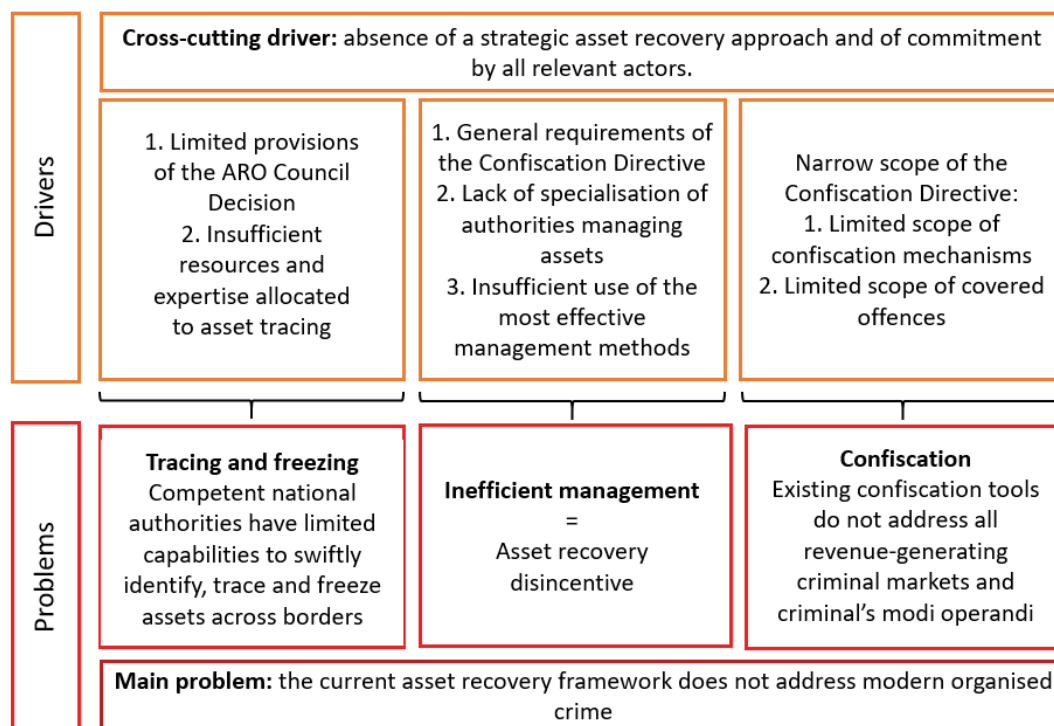 Drivers
Cross-cutting driver: absence of a strategic asset recovery approach and of commitment
by all relevant actors.
1. Limited provisions
of the ARO Council
Decision
2. Insufficient
resources and
expertise allocated
to asset tracing
1. General requirements of
the Confiscation Directive
2. Lack of specialisation of
authorities managing
assets
3. Insufficient use of the
most effective
management methods
Narrow scope of the
Confiscation Directive:
1. Limited scope of
confiscation mechanisms
2. Limited scope of covered
offences
Problems
Tracing and freezing
Competent national
authorities have limited
capabilities to swiftly
identify, trace and freeze
assets across borders
Inefficient management
=
Asset recovery
disincentive
Confiscation
Existing confiscation tools
do not address all
revenue-generating
criminal markets and
criminal's modi operandi
Main problem: the current asset recovery framework does not address modern organised
crime